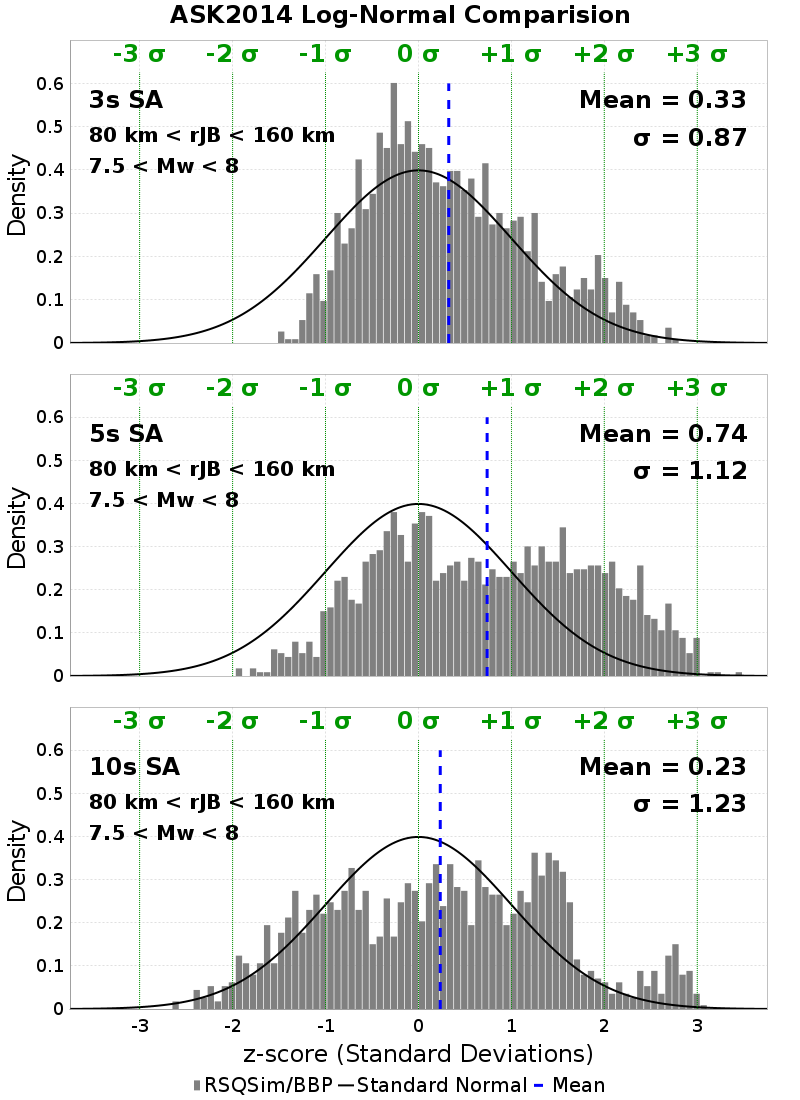 ASK2014 Log-Normal Comparision
-3 σ -2 σ -1 σ 0 σ +1 σ +2 σ +3 σ
3s SA
80 km < rJB < 160 km
7.5 < Mw < 8
Mean = 0.33
σ = 0.87
Density
0.6
0.5
0.4
0.3
0.2
0.1
0
-3 σ -2 σ -1 σ 0 σ +1 σ +2 σ +3 σ
5s SA
80 km < rJB < 160 km
7.5 < Mw < 8
Mean = 0.74
σ = 1.12
Density
0.6
0.5
0.4
0.3
0.2
0.1
0
-3 σ -2 σ -1 σ 0 σ +1 σ +2 σ +3 σ
10s SA
80 km < rJB < 160 km
7.5 < Mw < 8
Mean = 0.23
σ = 1.23
Density
0.6
0.5
0.4
0.3
0.2
0.1
0
-3 -2 -1 0 1 2 3
z-score (Standard Deviations)
RSQSim/BBP Standard Normal Mean